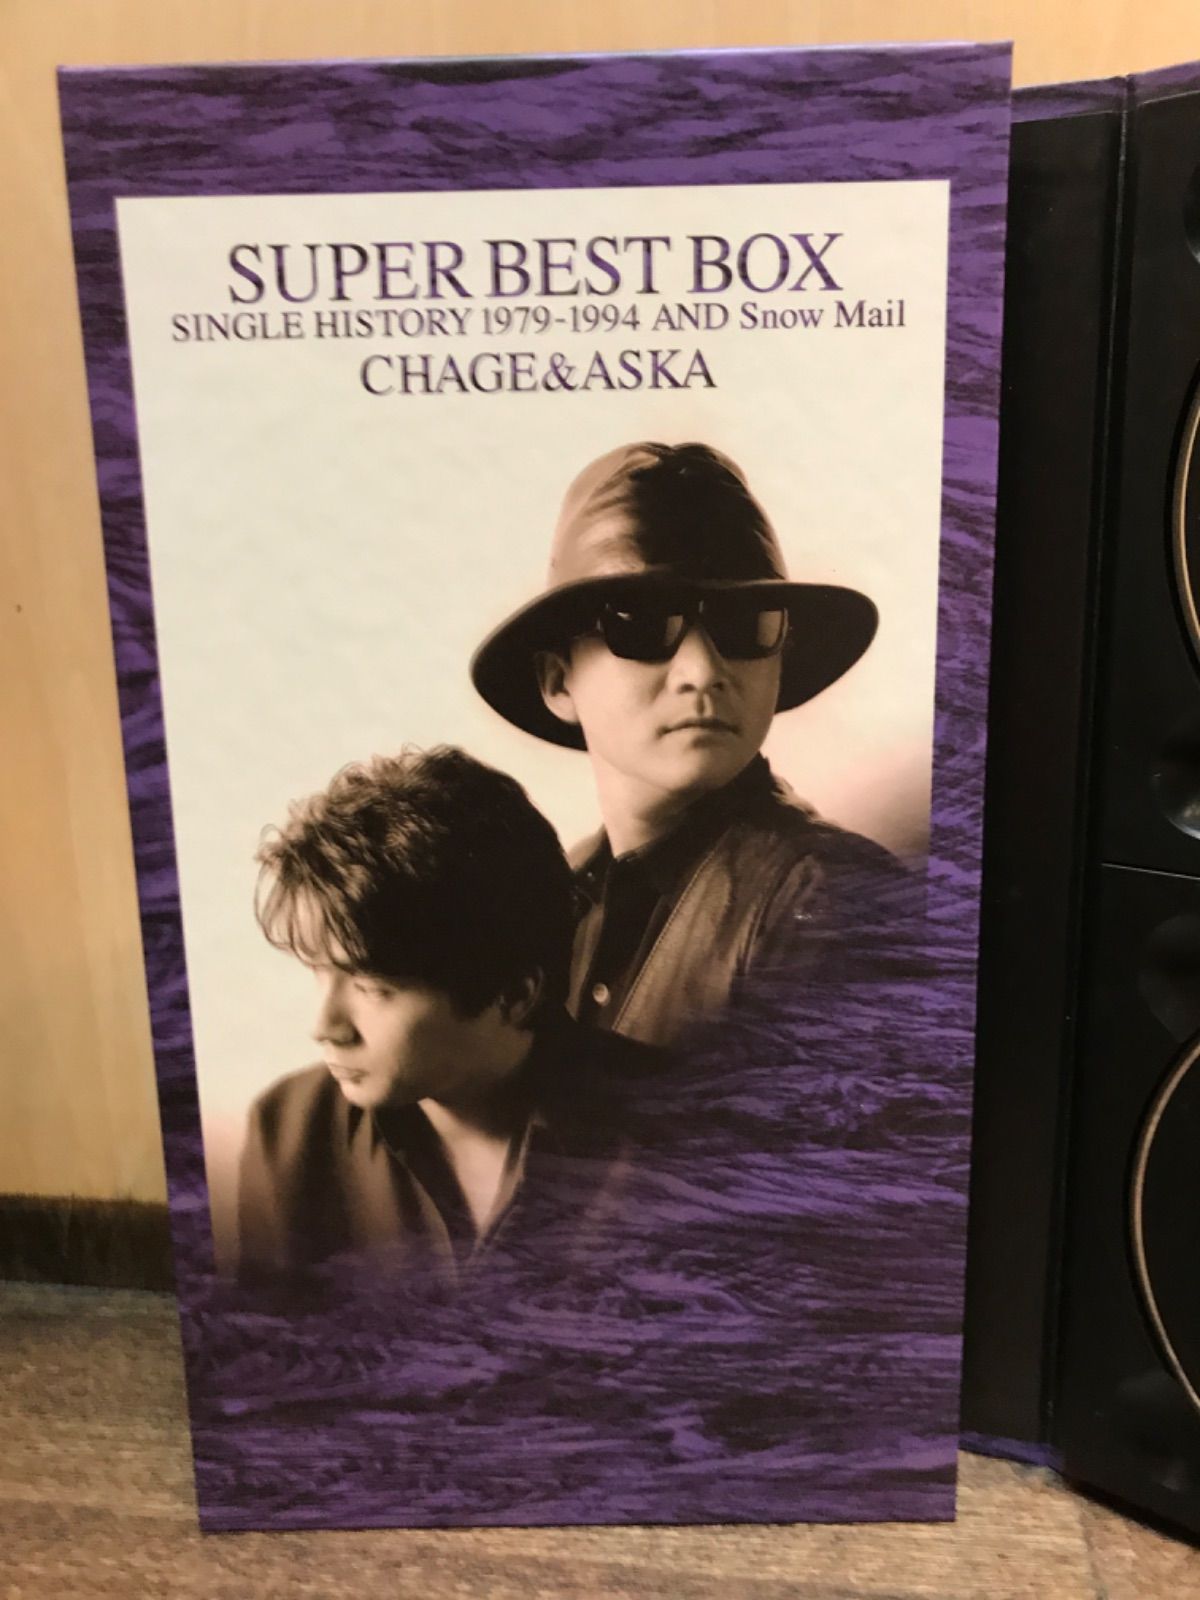 SUPER BEST BOX
SINGLE HISTORY 1979-1994 AND Snow Mail
CHAGE&ASKA